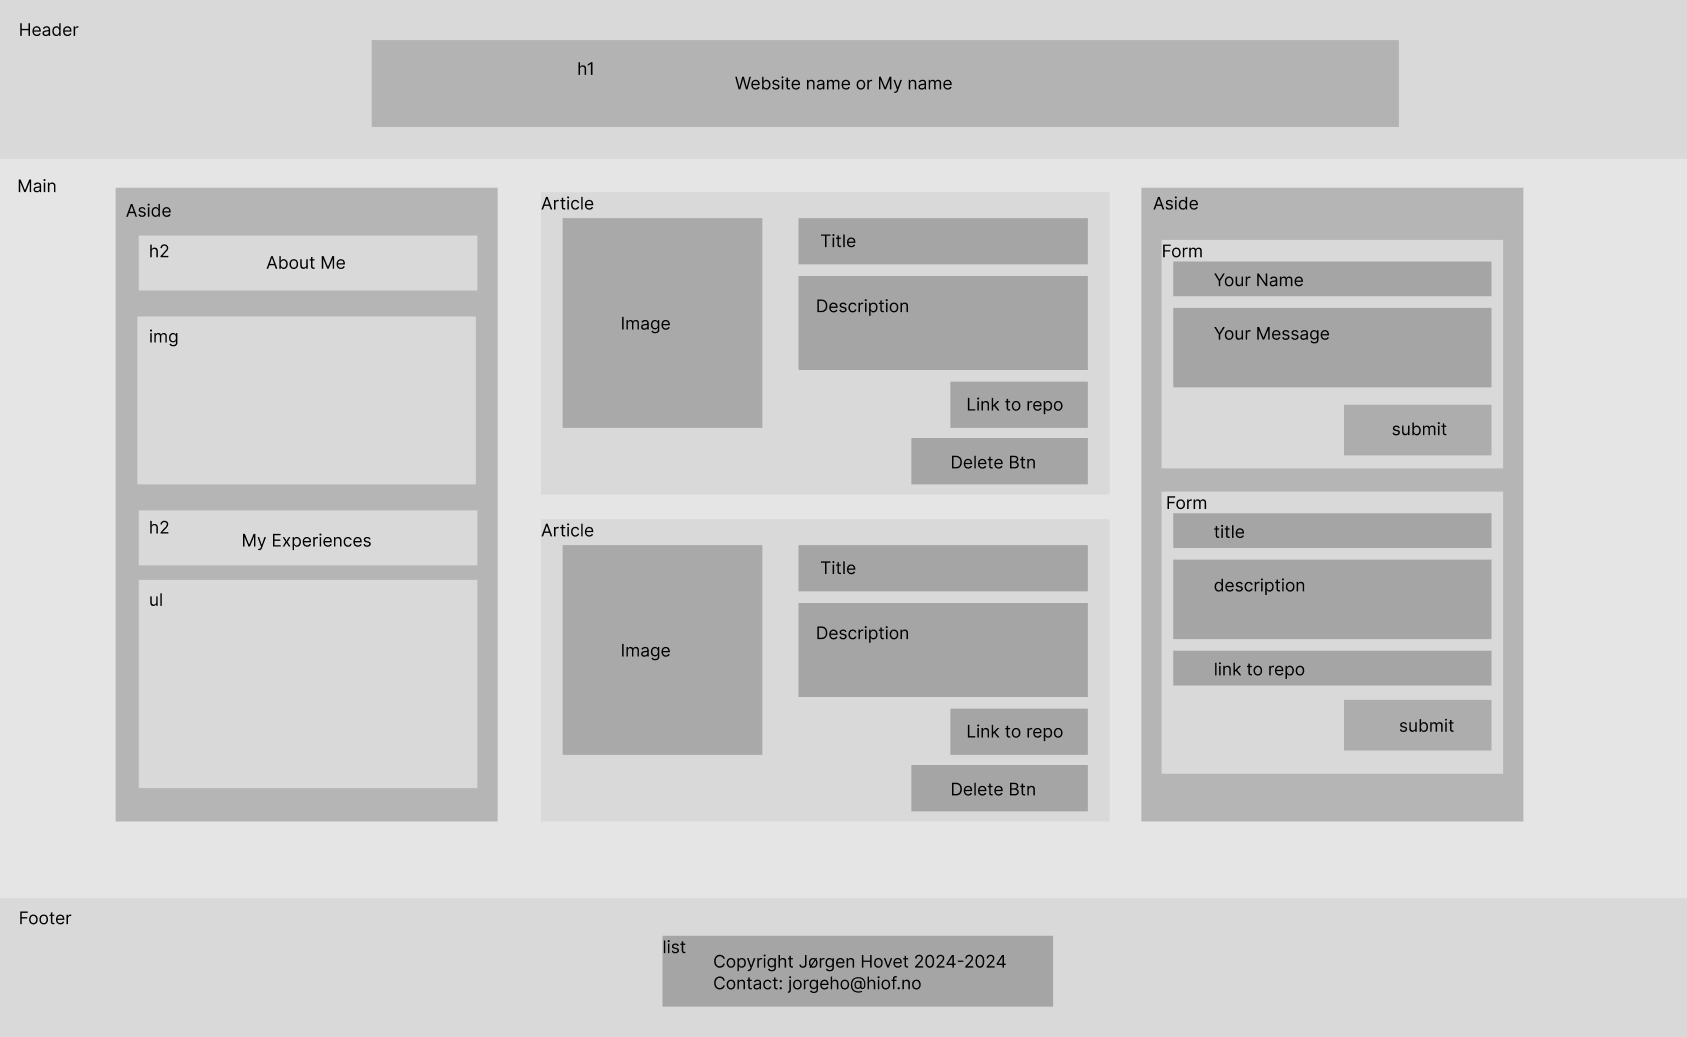 Header
h1
Website name or My name
Main
Aside
h2
About Me
img
h2
My Experiences
ul
Article
Image
Title
Description
Link to repo
Delete Btn
Article
Image
Title
Description
Link to repo
Delete Btn
Aside
Form
Your Name
Your Message
submit
Form
title
description
link to repo
submit
Footer
list
Copyright Jørgen Hovet 2024-2024
Contact: jorgeho@hiof.no